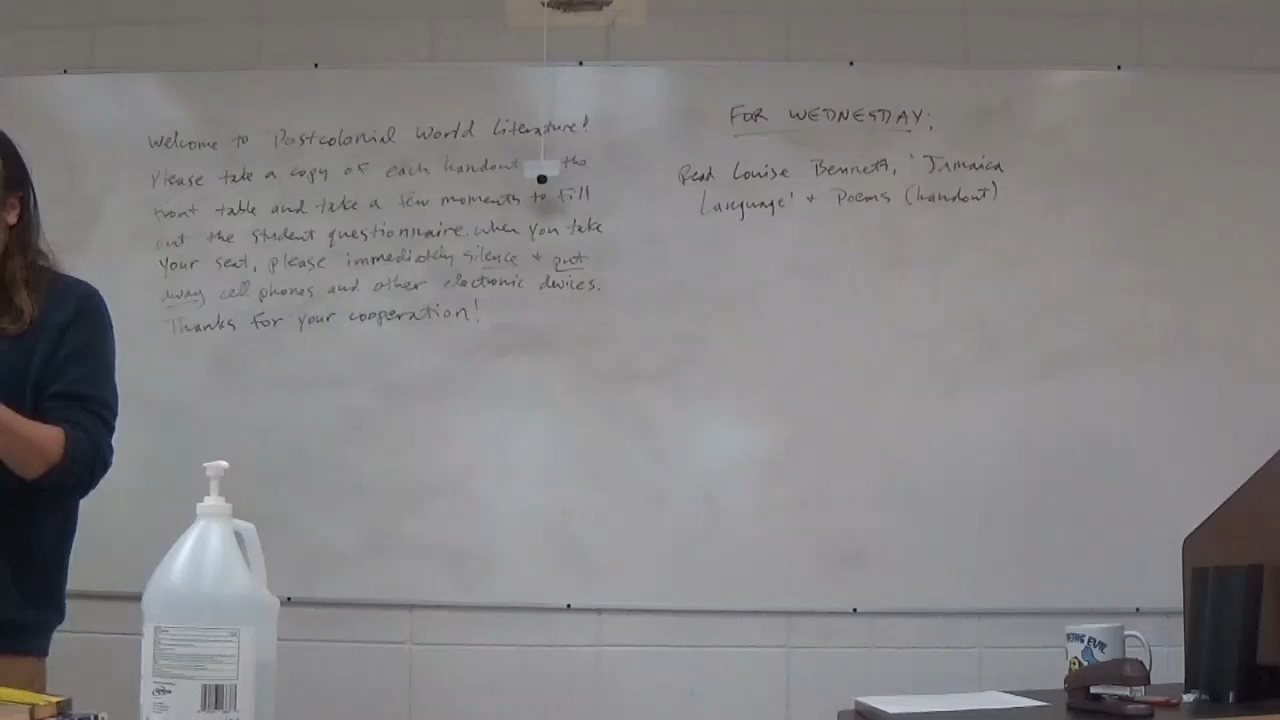 Welcome to Postcolonial World Literature!
Please take a copy of each handout the
front table and take a few moments to fill
out the student questionnaire. When you take
your seat, please immediately silence + put
away cell phones and other electronic devices.
Thanks for your cooperation!
FOR WEDNESDAY:
Read Louise Bennett, 'Jamaica
Language' + Poems (handout)
EVIL